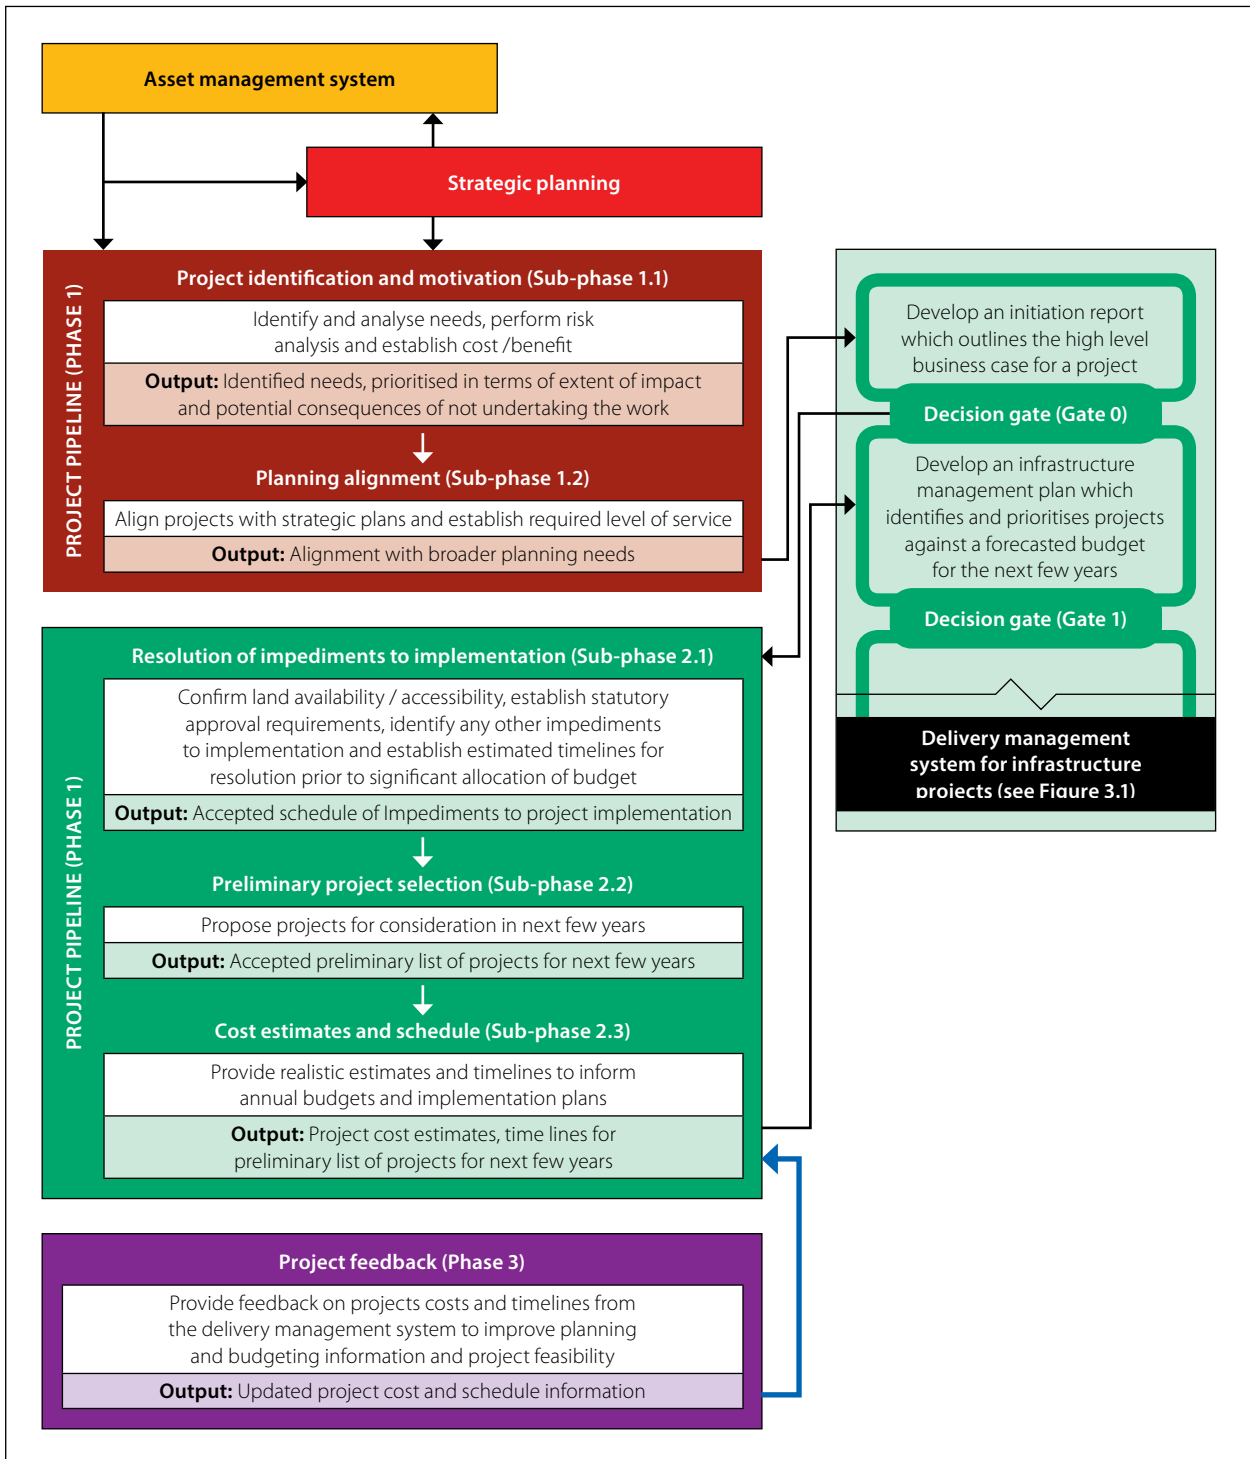 Asset management system
Strategic planning
PROJECT PIPELINE (PHASE 1)
Project identification and motivation (Sub-phase 1.1)
Identify and analyse needs, perform risk
analysis and establish cost /benefit
Output: Identified needs, prioritised in terms of extent of impact
and potential consequences of not undertaking the work
Planning alignment (Sub-phase 1.2)
Align projects with strategic plans and establish required level of service
Output: Alignment with broader planning needs
PROJECT PIPELINE (PHASE 1)
Resolution of impediments to implementation (Sub-phase 2.1)
Confirm land availability / accessibility, establish statutory
approval requirements, identify any other impediments
to implementation and establish estimated timelines for
resolution prior to significant allocation of budget
Output: Accepted schedule of Impediments to project implementation
Preliminary project selection (Sub-phase 2.2)
Propose projects for consideration in next few years
Output: Accepted preliminary list of projects for next few years
Cost estimates and schedule (Sub-phase 2.3)
Provide realistic estimates and timelines to inform
annual budgets and implementation plans
Output: Project cost estimates, time lines for
preliminary list of projects for next few years
Project feedback (Phase 3)
Provide feedback on projects costs and timelines from
the delivery management system to improve planning
and budgeting information and project feasibility
Output: Updated project cost and schedule information
Develop an initiation report
which outlines the high level
business case for a project
Decision gate (Gate 0)
Develop an infrastructure
management plan which
identifies and prioritises projects
against a forecasted budget
for the next few years
Decision gate (Gate 1)
Delivery management
system for infrastructure
projects (see Figure 3.1)